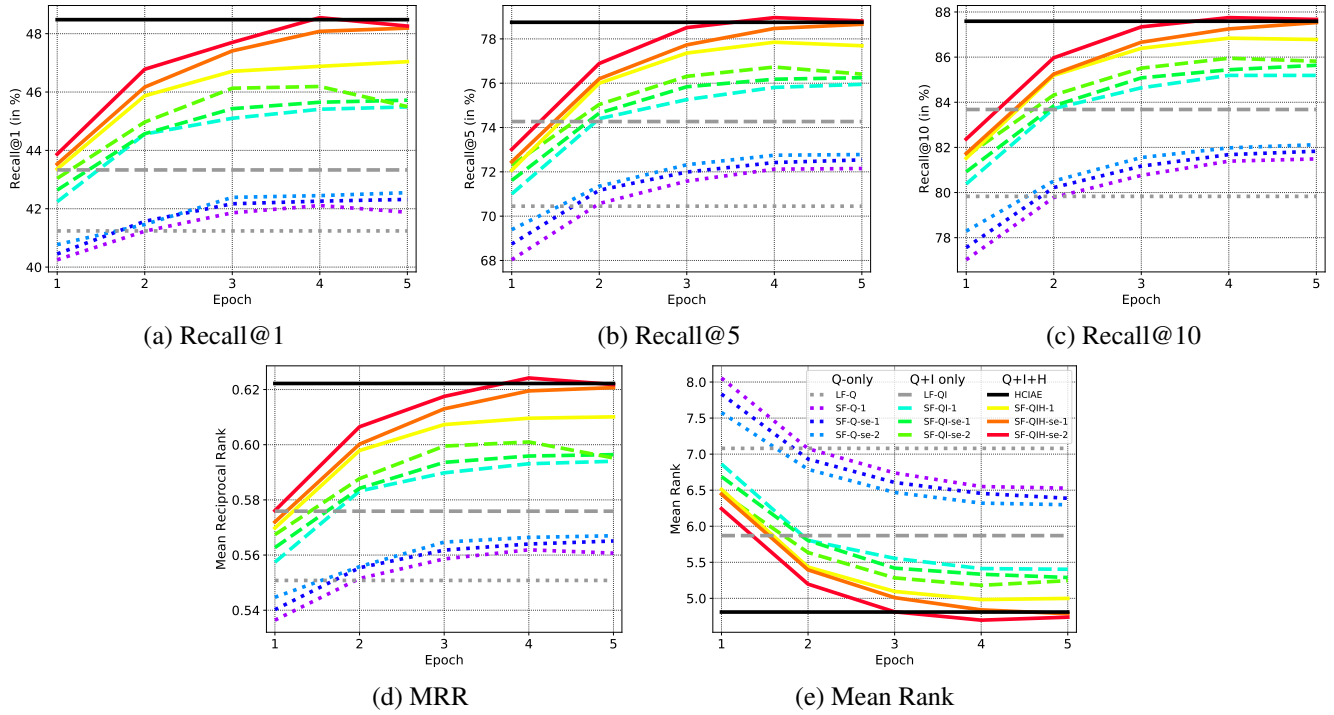 48
46
44
42
40
Recall@1 (in %)
1 2 3 4 5
Epoch
(a) Recall@1
78
76
74
72
70
68
Recall@5 (in %)
1 2 3 4 5
Epoch
(b) Recall@5
88
86
84
82
80
78
Recall@10 (in %)
1 2 3 4 5
Epoch
(c) Recall@10
0.62
0.60
0.58
0.56
0.54
Mean Reciprocal Rank
1 2 3 4 5
Epoch
(d) MRR
8.0
7.5
7.0
6.5
6.0
5.5
5.0
Mean Rank
Q-only Q+I only Q+I+H
LF-Q LF-QI HCIAE
SF-Q-1 SF-QI-1 SF-QIH-1
SF-Q-se-1 SF-QI-se-1 SF-QIH-se-1
SF-Q-se-2 SF-QI-se-2 SF-QIH-se-2
1 2 3 4 5
Epoch
(e) Mean Rank